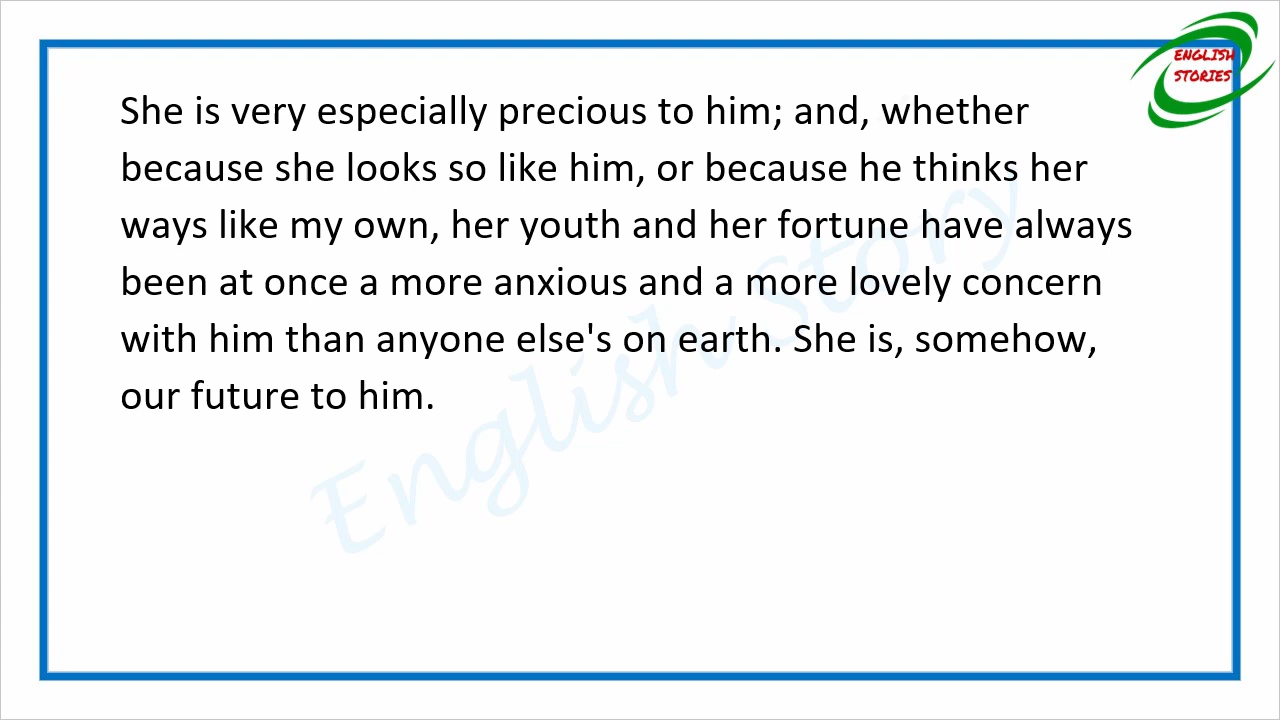 ENGLISH
STORIES
She is very especially precious to him; and, whether
because she looks so like him, or because he thinks her
ways like my own, her youth and her fortune have always
been at once a more anxious and a more lovely concern
with him than anyone else's on earth. She is, somehow,
our future to him.
English Story